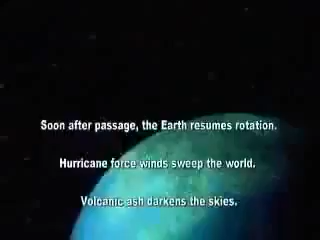 Soon after passage, the Earth resumes rotation.
Hurricane force winds sweep the world.
Volcanic ash darkens the skies.